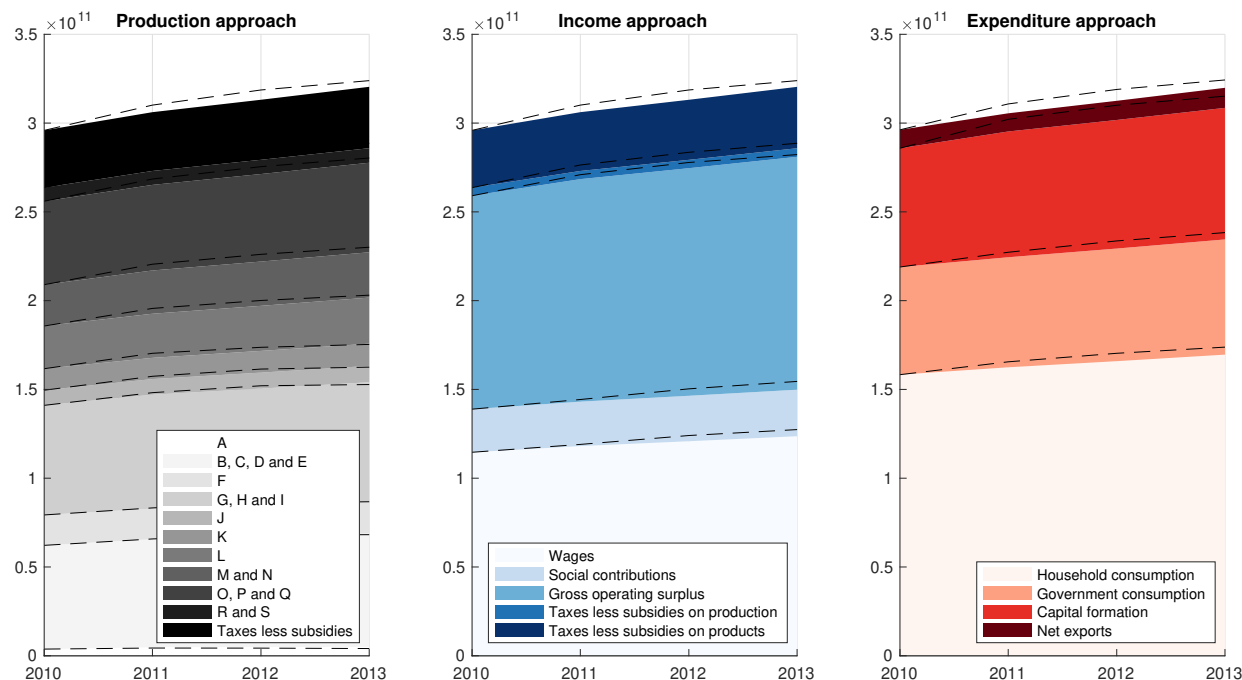 Production approach
×10^11
3.5
3
2.5
2
1.5
1
0.5
0
2010 2011 2012 2013
A
B, C, D and E
F
G, H and I
J
K
L
M and N
O, P and Q
R and S
Taxes less subsidies
Income approach
×10^11
3.5
3
2.5
2
1.5
1
0.5
0
2010 2011 2012 2013
Wages
Social contributions
Gross operating surplus
Taxes less subsidies on production
Taxes less subsidies on products
Expenditure approach
×10^11
3.5
3
2.5
2
1.5
1
0.5
0
2010 2011 2012 2013
Household consumption
Government consumption
Capital formation
Net exports